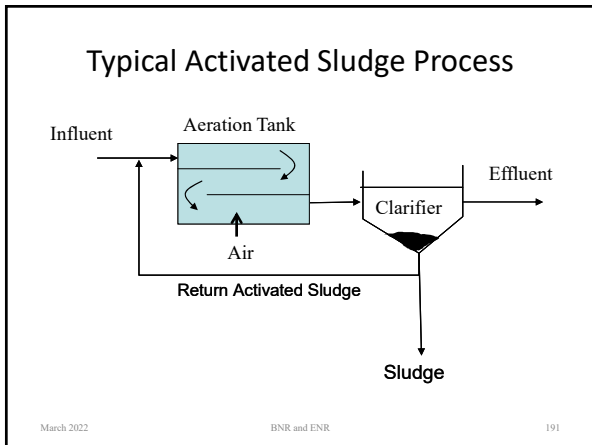 Typical Activated Sludge Process
Influent
Aeration Tank
Effluent
Clarifier
Air
Return Activated Sludge
Sludge
March 2022
BNR and ENR
191